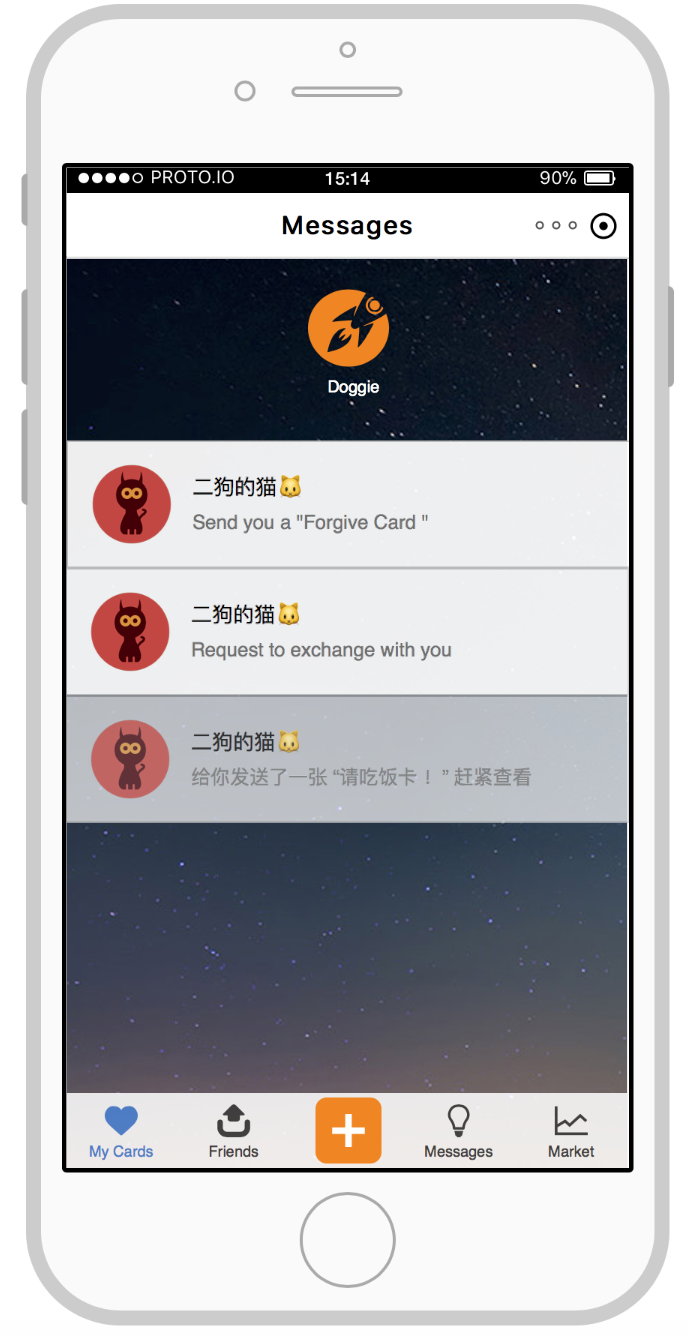 PROTO.IO 15:14 90%
Messages
Doggie
二狗的猫🐱
Send you a "Forgive Card "
二狗的猫🐱
Request to exchange with you
二狗的猫🐱
给你发送了一张 “请吃饭卡！ ” 赶紧查看
My Cards Friends Messages Market